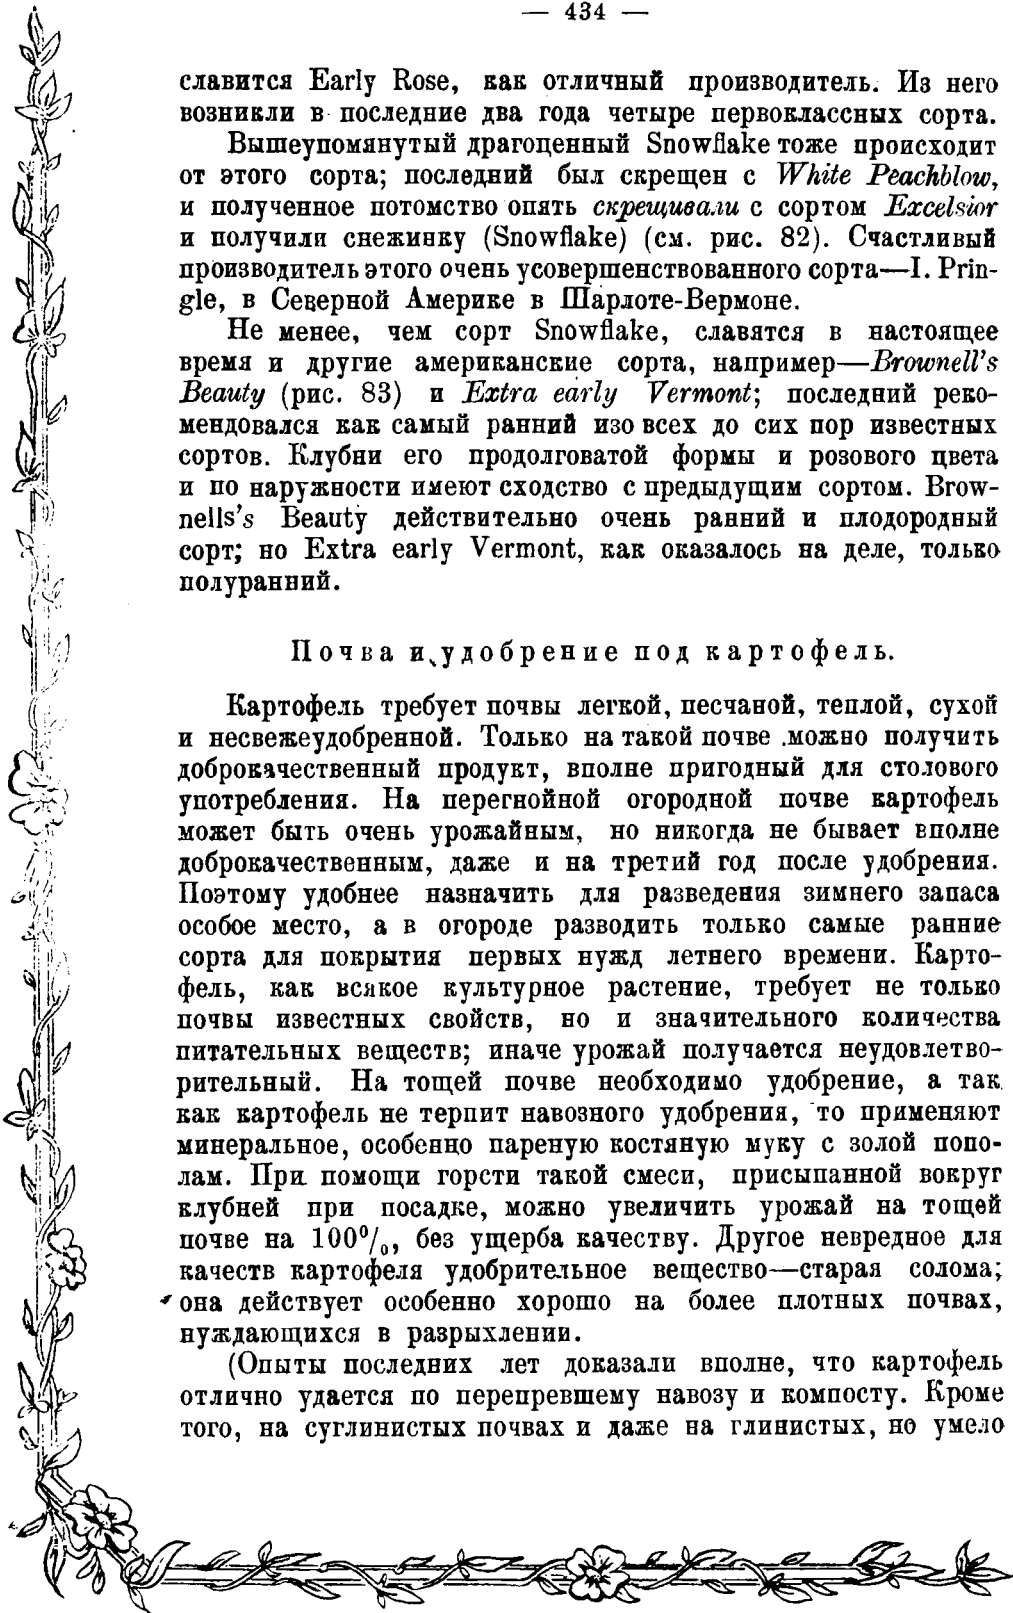 — 434 —
славится Early Rose, как отличный производитель. Из него
возникли в последние два года четыре первоклассных сорта.
Вышеупомянутый драгоценный Snowflake тоже происходит
от этого сорта; последний был скрещен с White Peachblow,
и полученное потомство опять скрещивали с сортом Excelsior
и получили снежинку (Snowflake) (см. рис. 82). Счастливый
производитель этого очень усовершенствованного сорта—I. Prin-
gle, в Северной Америке в Шарлоте-Вермоне.
Не менее, чем сорт Snowflake, славятся в настоящее
время и другие американские сорта, например—Brownell's
Beauty (рис. 83) и Extra early Vermont; последний реко-
мендовался как самый ранний изо всех до сих пор известных
сортов. Клубни его продолговатой формы и розового цвета
и по наружности имеют сходство с предыдущим сортом. Brow-
nells's Beauty действительно очень ранний и плодородный
сорт; но Extra early Vermont, как оказалось на деле, только
полуранний.
Почва и удобрение под картофель.
Картофель требует почвы легкой, песчаной, теплой, сухой
и несвежеудобренной. Только на такой почве можно получить
доброкачественный продукт, вполне пригодный для столового
употребления. На перегнойной огородной почве картофель
может быть очень урожайным, но никогда не бывает вполне
доброкачественным, даже и на третий год после удобрения.
Поэтому удобнее назначить для разведения зимнего запаса
особое место, а в огороде разводить только самые ранние
сорта для покрытия первых нужд летнего времени. Карто-
фель, как всякое культурное растение, требует не только
почвы известных свойств, но и значительного количества
питательных веществ; иначе урожай получается неудовлетво-
рительный. На тощей почве необходимо удобрение, а так
как картофель не терпит навозного удобрения, то применяют
минеральное, особенно пареную костяную муку с золой попо-
лам. При помощи горсти такой смеси, присыпанной вокруг
клубней при посадке, можно увеличить урожай на тощей
почве на 100%, без ущерба качеству. Другое невредное для
качеств картофеля удобрительное вещество—старая солома;
она действует особенно хорошо на более плотных почвах,
нуждающихся в разрыхлении.
(Опыты последних лет доказали вполне, что картофель
отлично удается по перепревшему навозу и компосту. Кроме
того, на суглинистых почвах и даже на глинистых, но умело